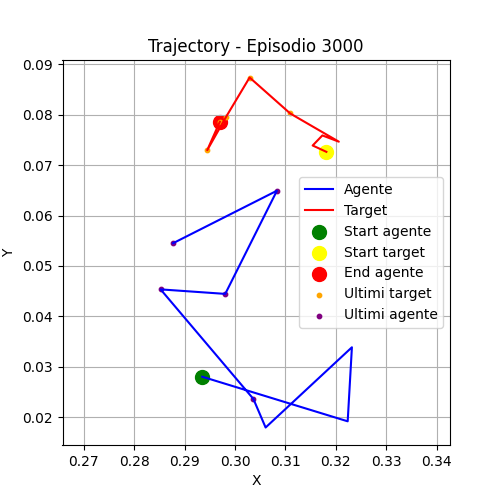 Trajectory - Episodio 3000
0.09
0.08
0.07
0.06
0.05
0.04
0.03
0.02
Y
Agente
Target
Start agente
Start target
End agente
Ultimi target
Ultimi agente
0.27 0.28 0.29 0.30 0.31 0.32 0.33 0.34
X